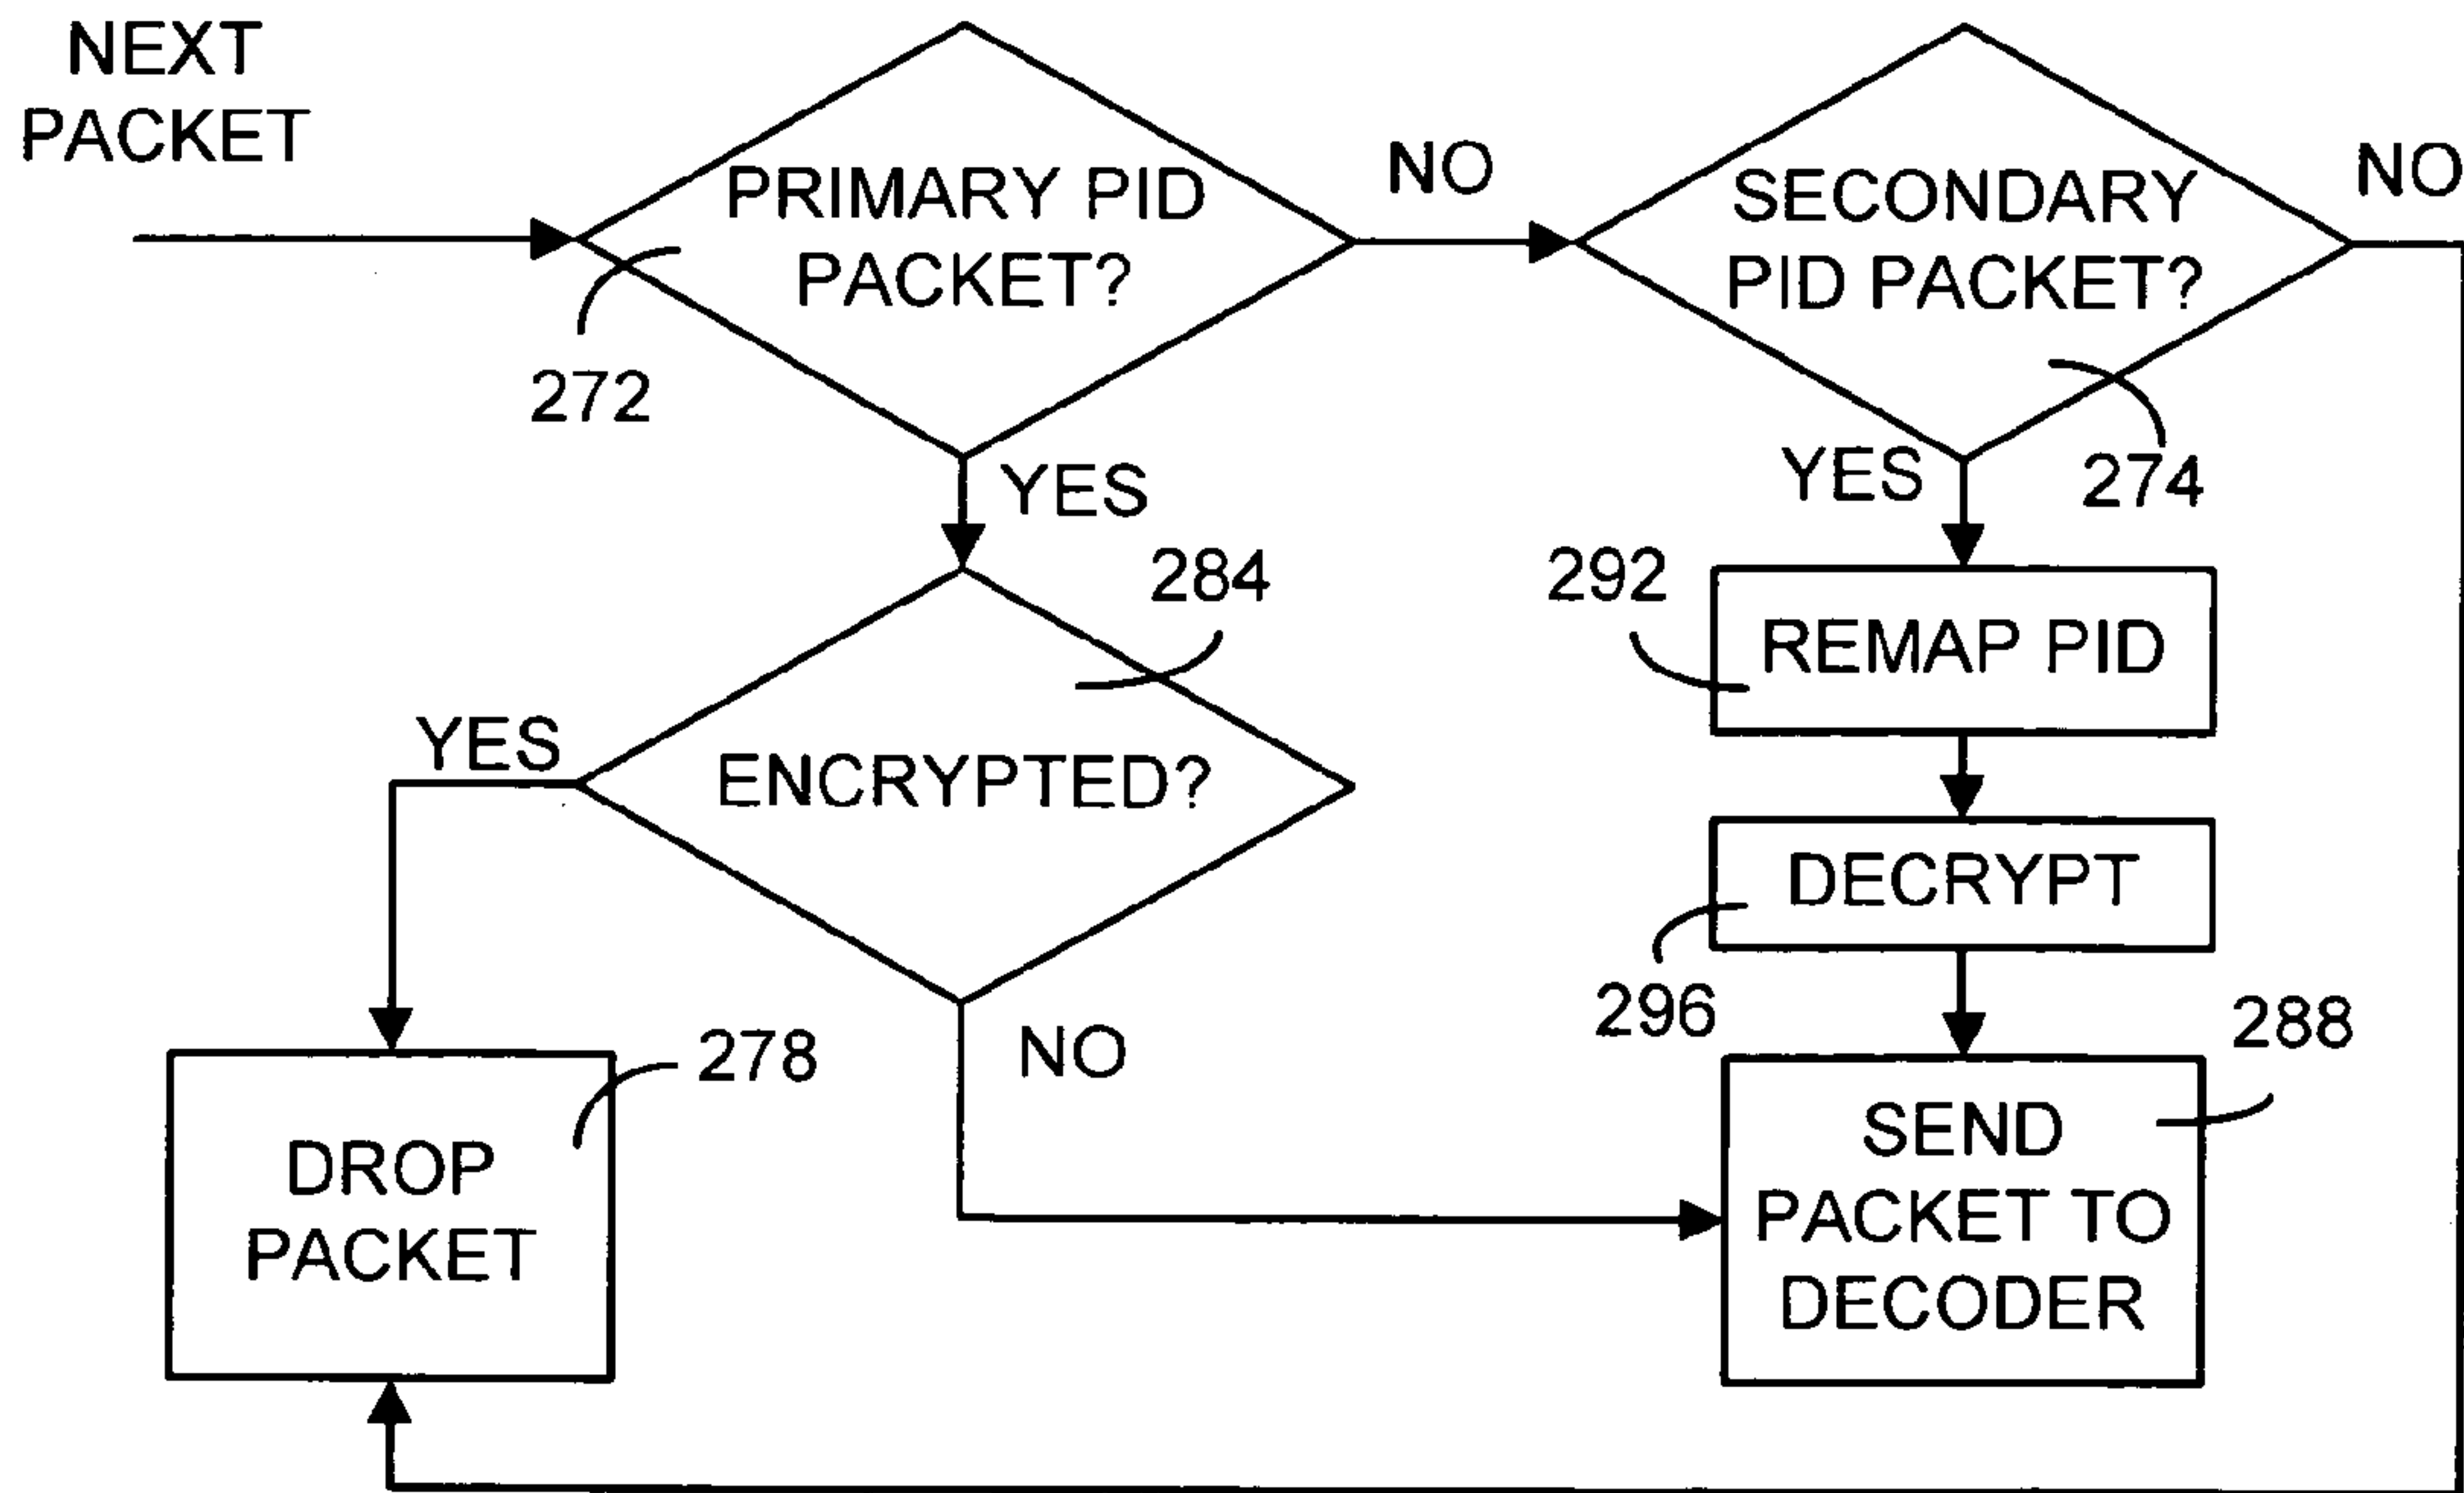 NEXT
PACKET
PRIMARY PID
PACKET?
272
NO
SECONDARY
PID PACKET?
274
NO
YES
YES
284
ENCRYPTED?
YES
NO
292
REMAP PID
DECRYPT
296
278
DROP
PACKET
288
SEND
PACKET TO
DECODER